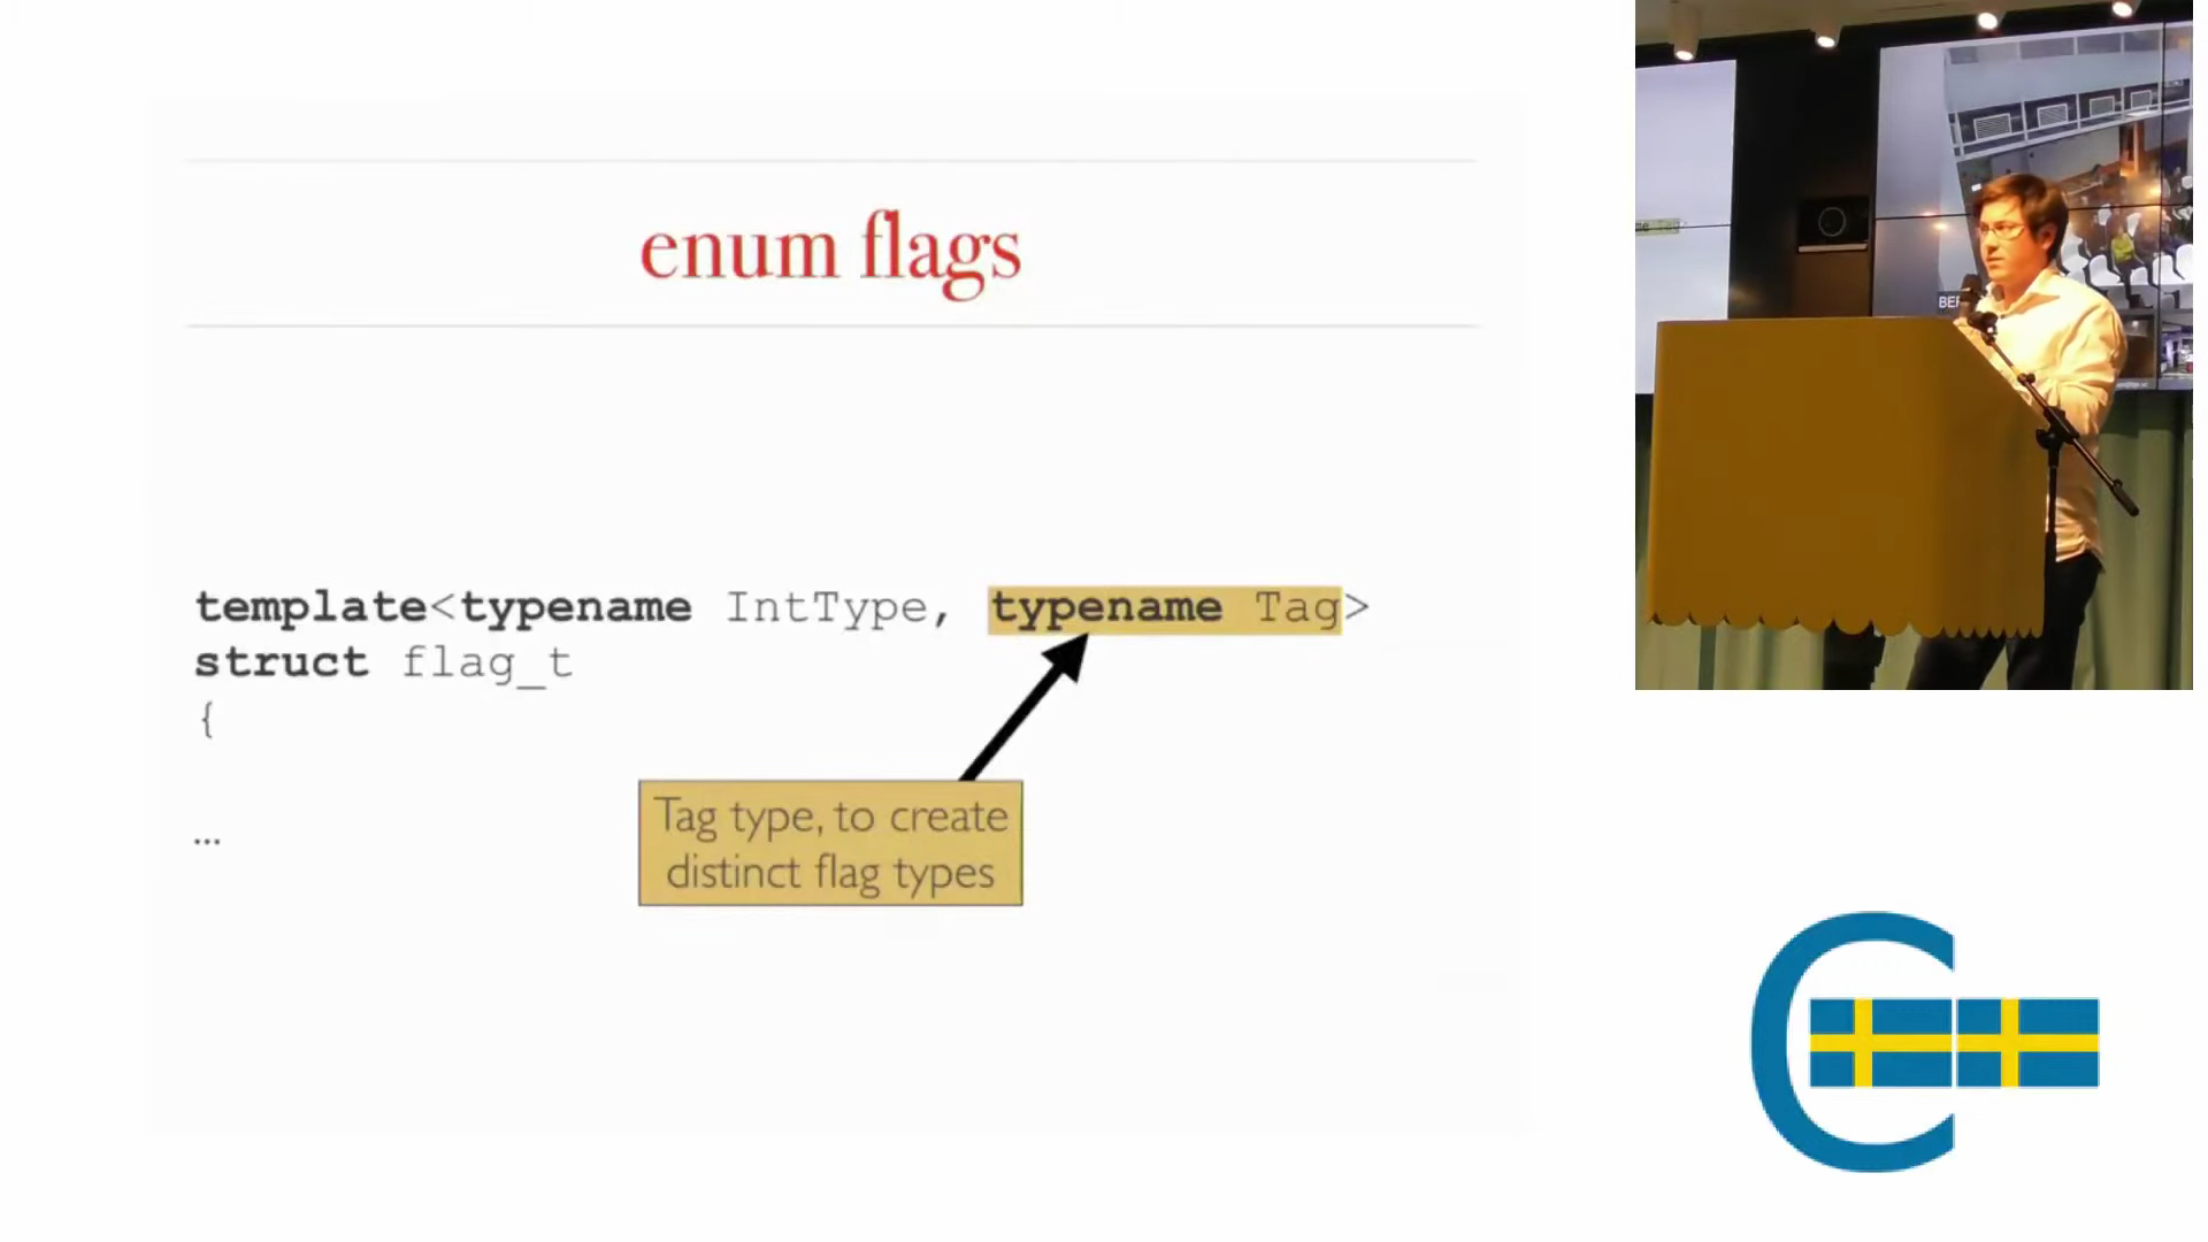 enum flags
template<typename IntType, typename Tag>
struct flag_t
{
...
Tag type, to create
distinct flag types
C